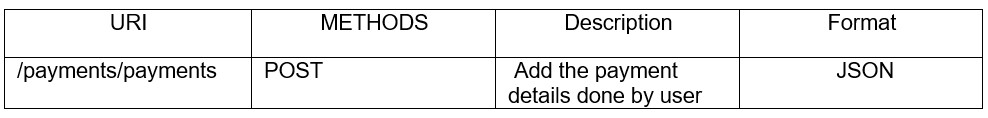 URI METHODS Description Format
/payments/payments POST Add the payment JSON
details done by user